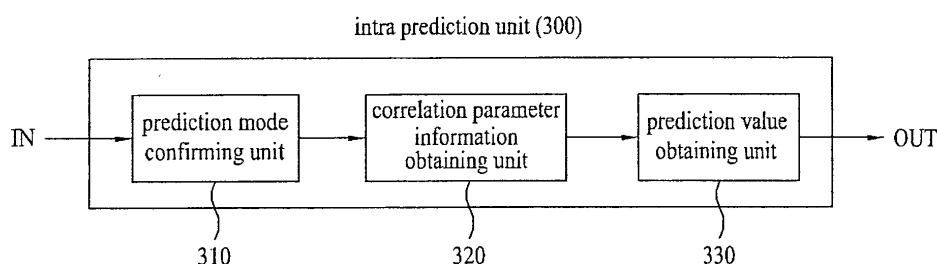 intra prediction unit (300)
IN
prediction mode
confirming unit
correlation parameter
information
obtaining unit
prediction value
obtaining unit
OUT
310
320
330